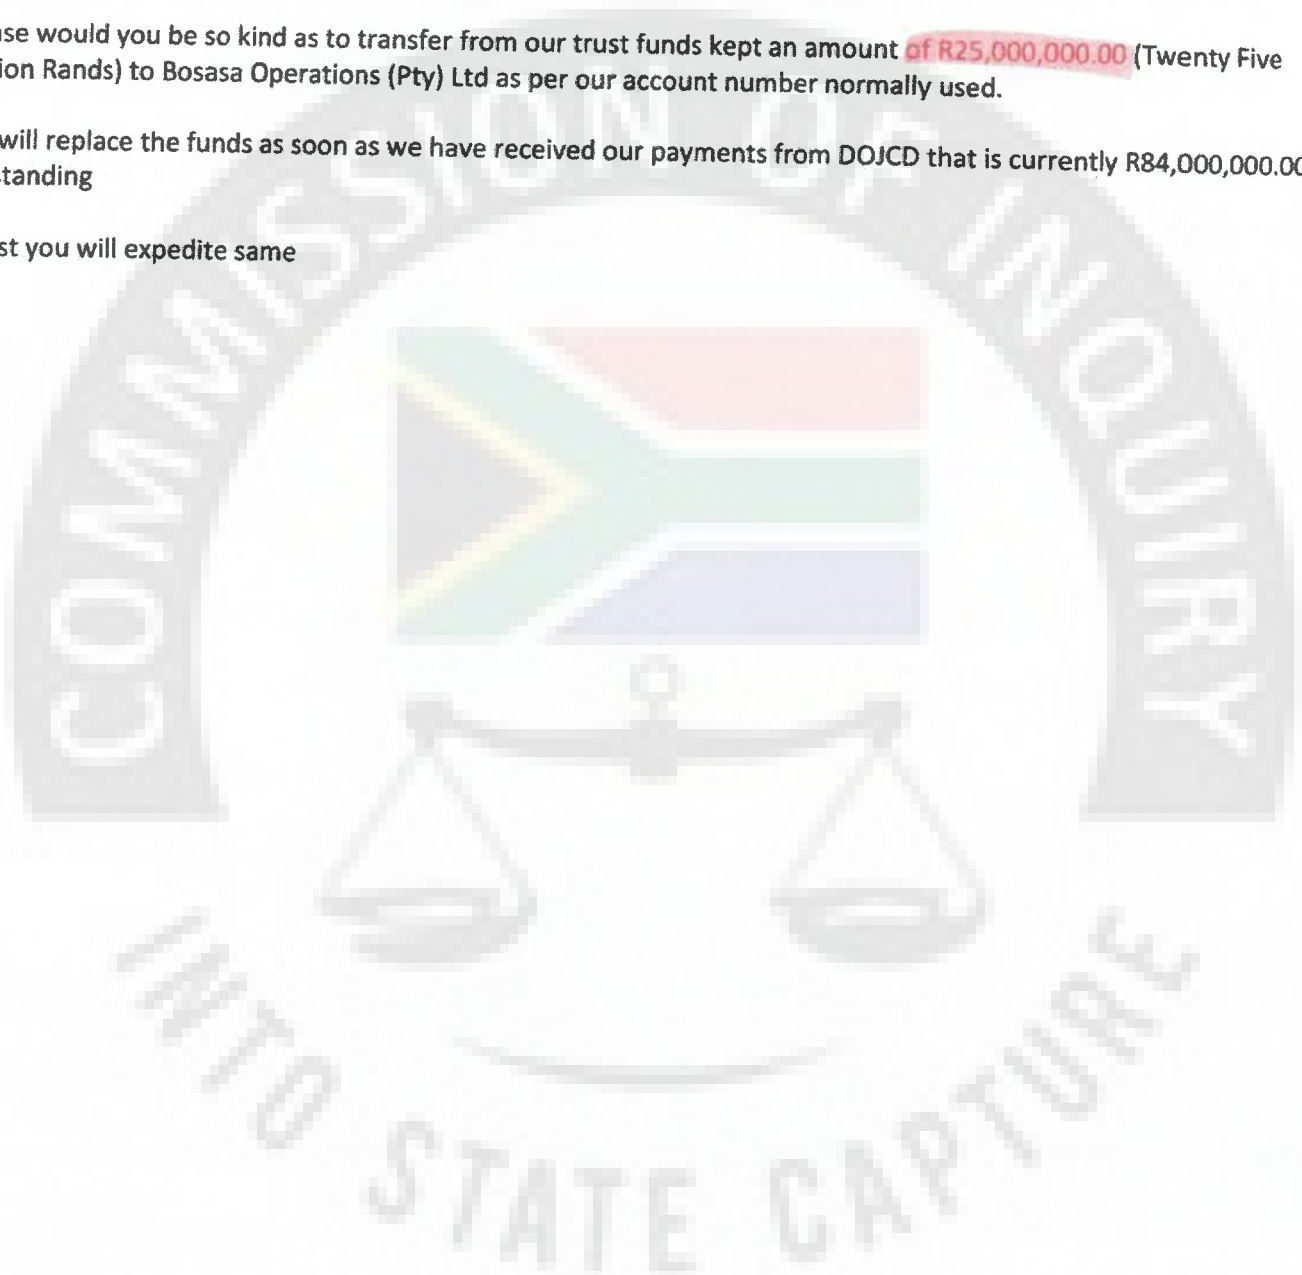 se would you be so kind as to transfer from our trust funds kept an amount of R25,000,000.00 (Twenty Five
ion Rands) to Bosasa Operations (Pty) Ltd as per our account number normally used.
will replace the funds as soon as we have received our payments from DOJCD that is currently R84,000,000.00
tanding
st you will expedite same
COMMISSION OF INQUIRY
INTO STATE CAPTURE